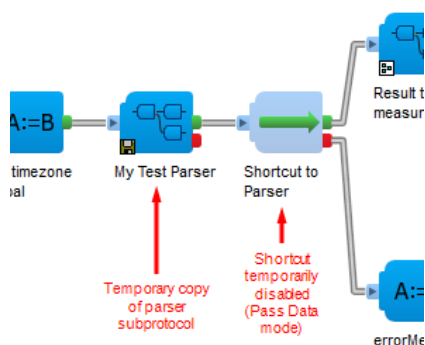 A:=B
timezone
My Test Parser
Shortcut to
Parser
Result t
measur
Temporary copy
of parser
subprotocol
Shortcut
temporarily
disabled
(Pass Data
mode)
A:=
errorMe